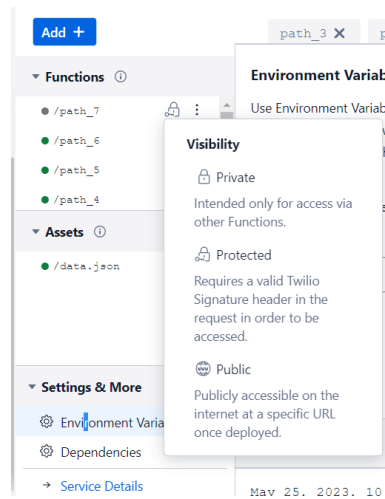 Add +
path_3 X
Functions
Environment Variab
/path_7
Use Environment Variab
/path_6
/path_5
/path_4
Visibility
Private
Intended only for access via
other Functions.
Assets
/data.json
Protected
Requires a valid Twilio
Signature header in the
request in order to be
accessed.
Public
Publicly accessible on the
internet at a specific URL
once deployed.
Settings & More
Environment Varia
Dependencies
→ Service Details
May 25, 2023, 10